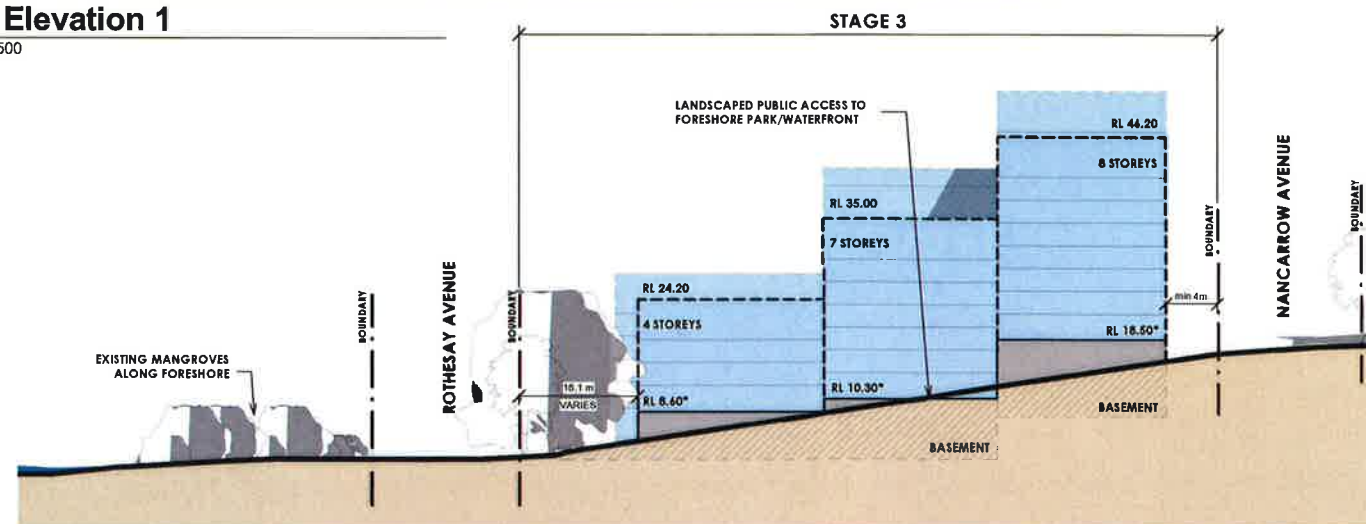 Elevation 1
500
STAGE 3
LANDSCAPED PUBLIC ACCESS TO
FORESHORE PARK/WATERFRONT
RL 46.20
8 STOREYS
NANCARROW AVENUE
BOUNDARY
BOUNDARY
RL 35.00
7 STOREYS
min 4m
ROTHESAY AVENUE
BOUNDARY
BOUNDARY
RL 24.20
4 STOREYS
RL 18.50*
EXISTING MANGROVES
ALONG FORESHORE
RL 10.30*
VARIES
RL 8.60*
BASEMENT
BASEMENT